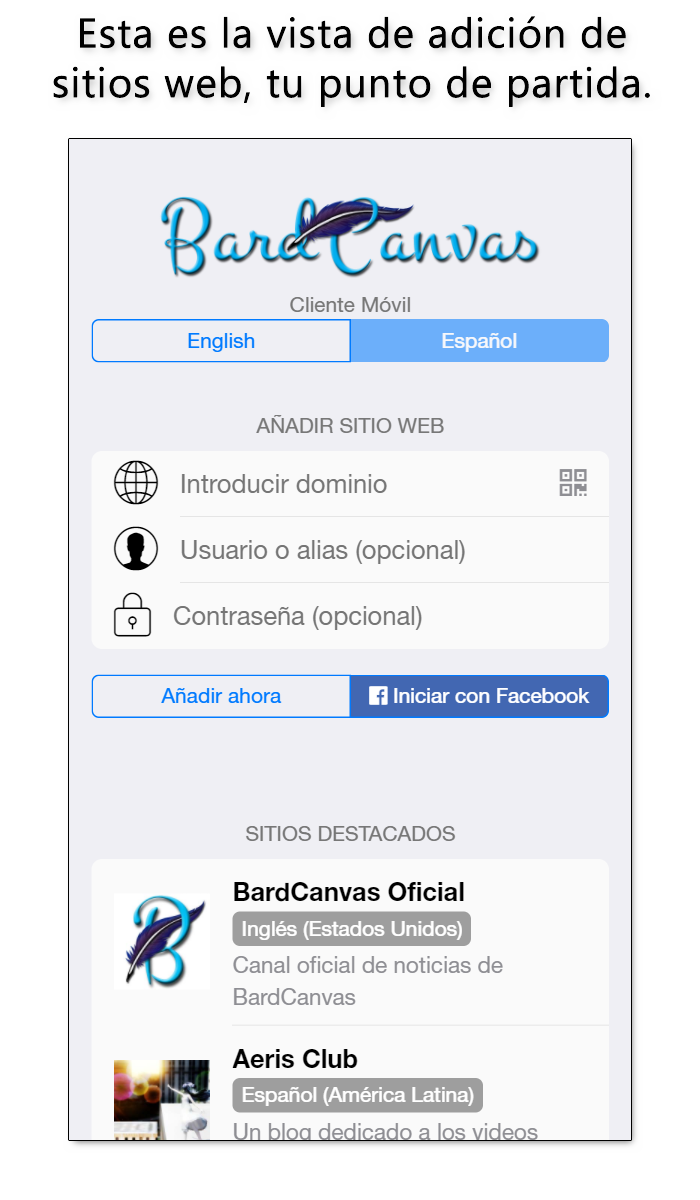 Esta es la vista de adición de
sitios web, tu punto de partida.
BardCanvas
Cliente Móvil
English
Español
AÑADIR SITIO WEB
Introducir dominio
Usuario o alias (opcional)
Contraseña (opcional)
Añadir ahora
Iniciar con Facebook
SITIOS DESTACADOS
BardCanvas Oficial
Inglés (Estados Unidos)
Canal oficial de noticias de
BardCanvas
Aeris Club
Español (América Latina)
Un blog dedicado a los videos